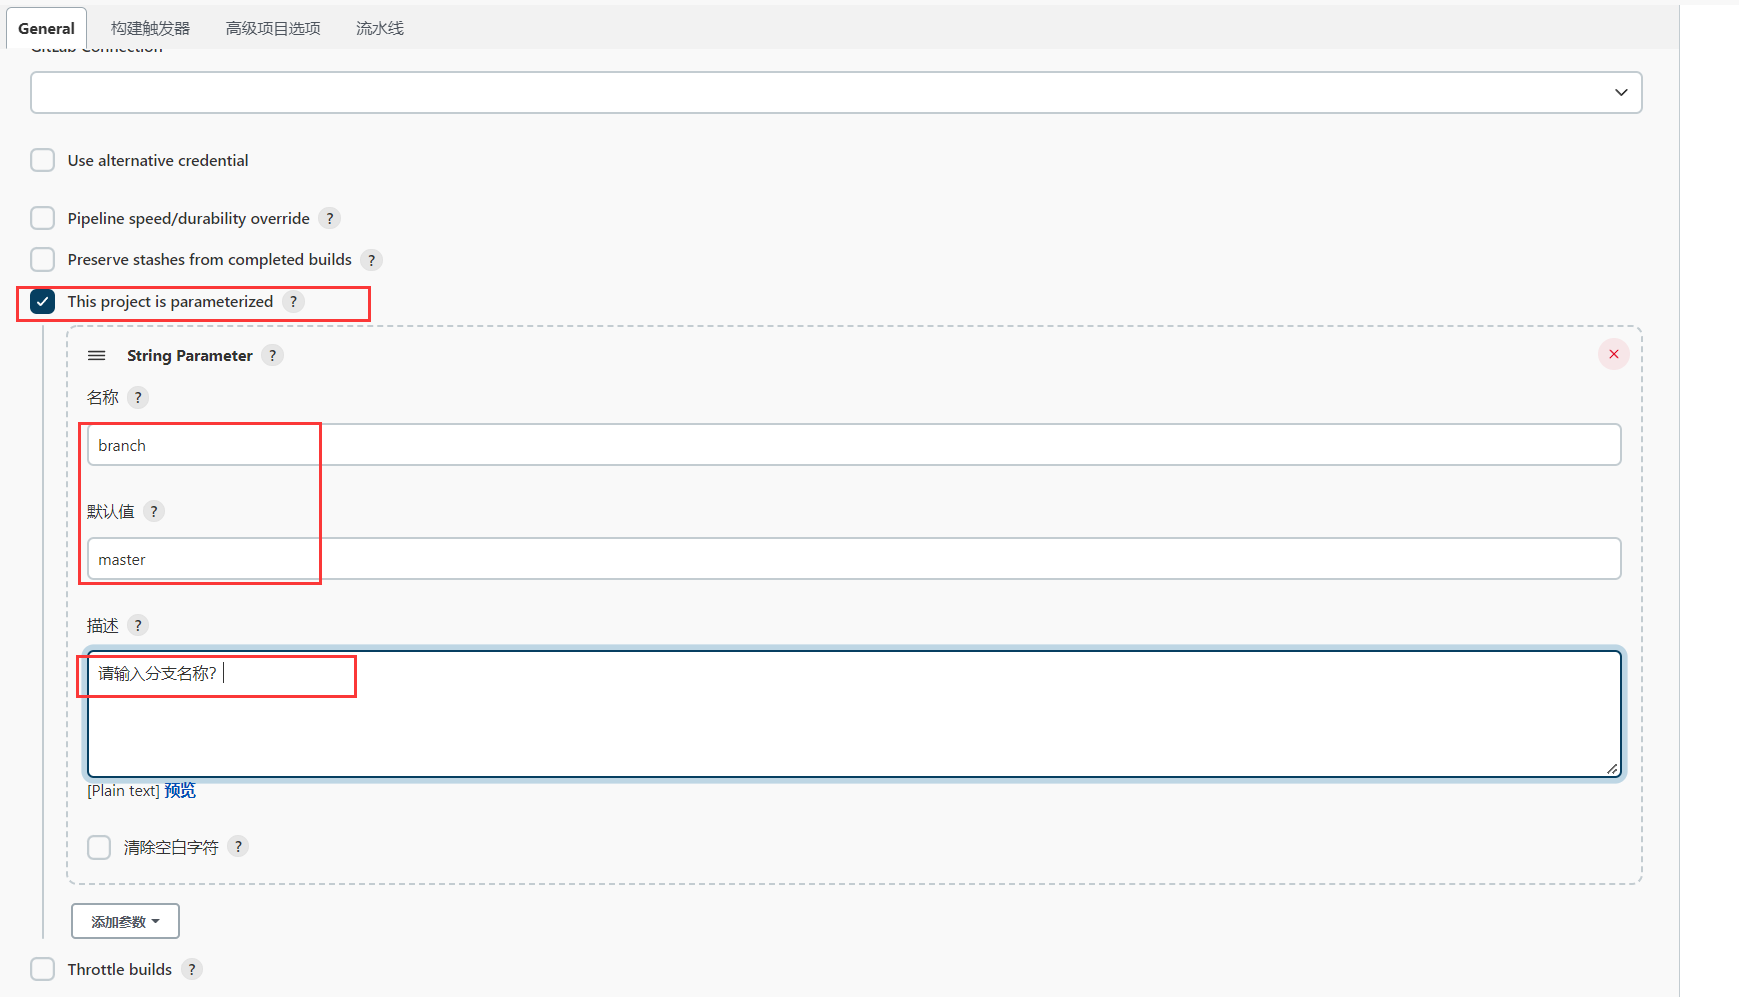 General 构建触发器 高级项目选项 流水线
GitLab Connection
Use alternative credential
Pipeline speed/durability override ?
Preserve stashes from completed builds ?
This project is parameterized ?
String Parameter ?
名称 ?
branch
默认值 ?
master
描述 ?
请输入分支名称?
[Plain text] 预览
清除空白字符 ?
添加参数
Throttle builds ?